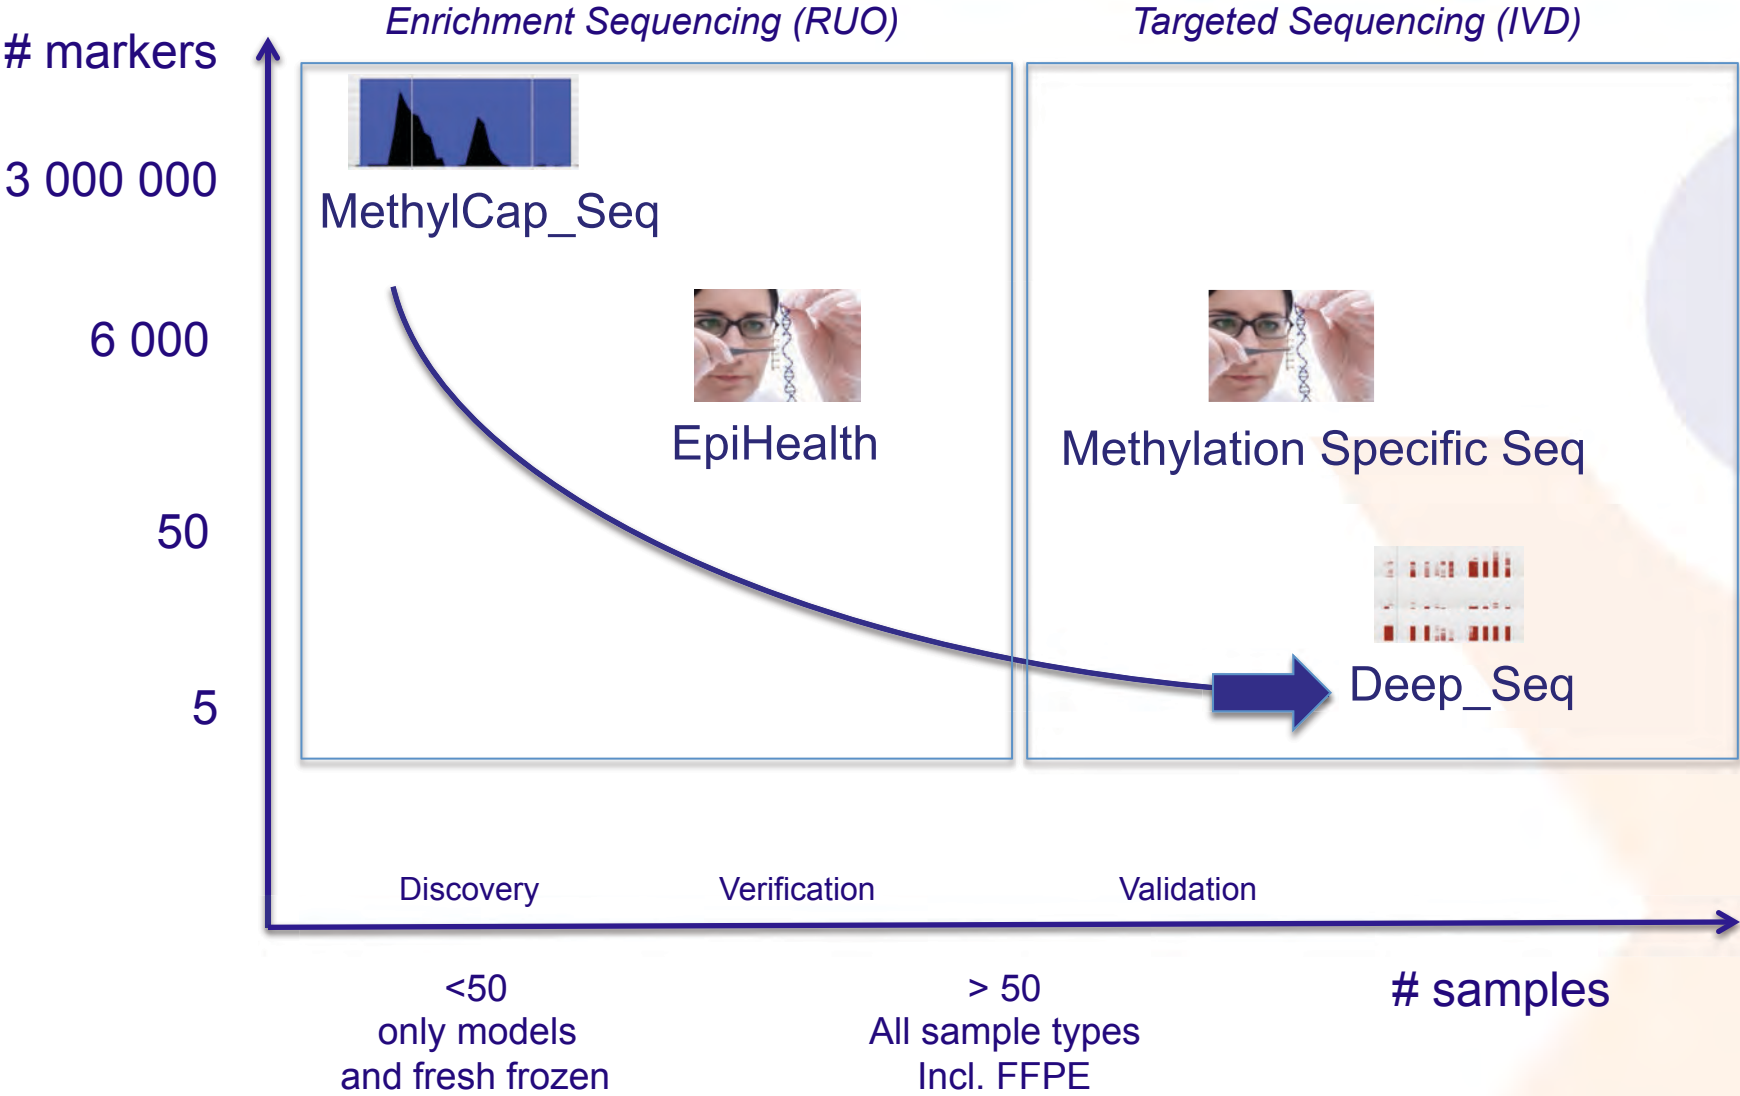 Enrichment Sequencing (RUO)
Targeted Sequencing (IVD)
# markers
3 000 000
MethylCap_Seq
6 000
EpiHealth
Methylation Specific Seq
50
5
Deep_Seq
Discovery
Verification
Validation
<50
only models
and fresh frozen
> 50
All sample types
Incl. FFPE
# samples